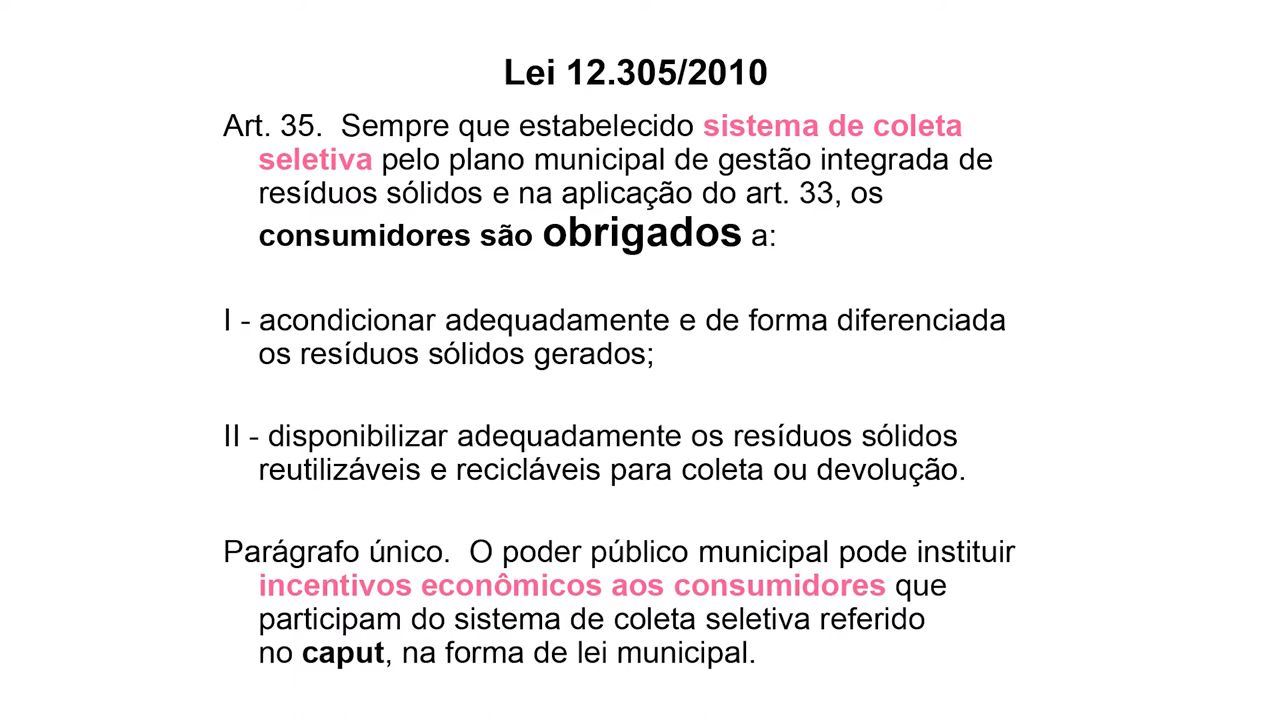 Lei 12.305/2010
Art. 35.  Sempre que estabelecido sistema de coleta
seletiva pelo plano municipal de gestão integrada de
resíduos sólidos e na aplicação do art. 33, os
consumidores são obrigados a:
I - acondicionar adequadamente e de forma diferenciada
os resíduos sólidos gerados;
II - disponibilizar adequadamente os resíduos sólidos
reutilizáveis e recicláveis para coleta ou devolução.
Parágrafo único.  O poder público municipal pode instituir
incentivos econômicos aos consumidores que
participam do sistema de coleta seletiva referido
no caput, na forma de lei municipal.